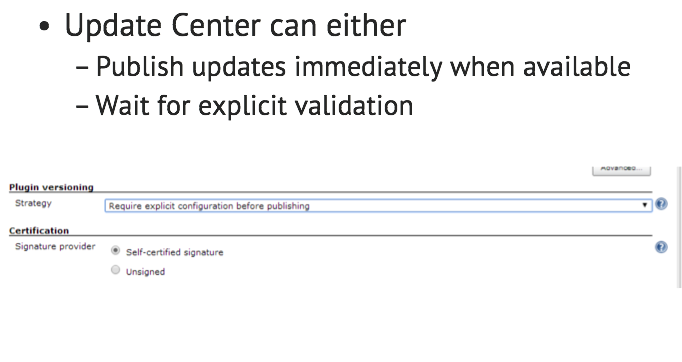 • Update Center can either
– Publish updates immediately when available
– Wait for explicit validation
Advanced...
Plugin versioning
Strategy Require explicit configuration before publishing
Certification
Signature provider Self-certified signature
Unsigned